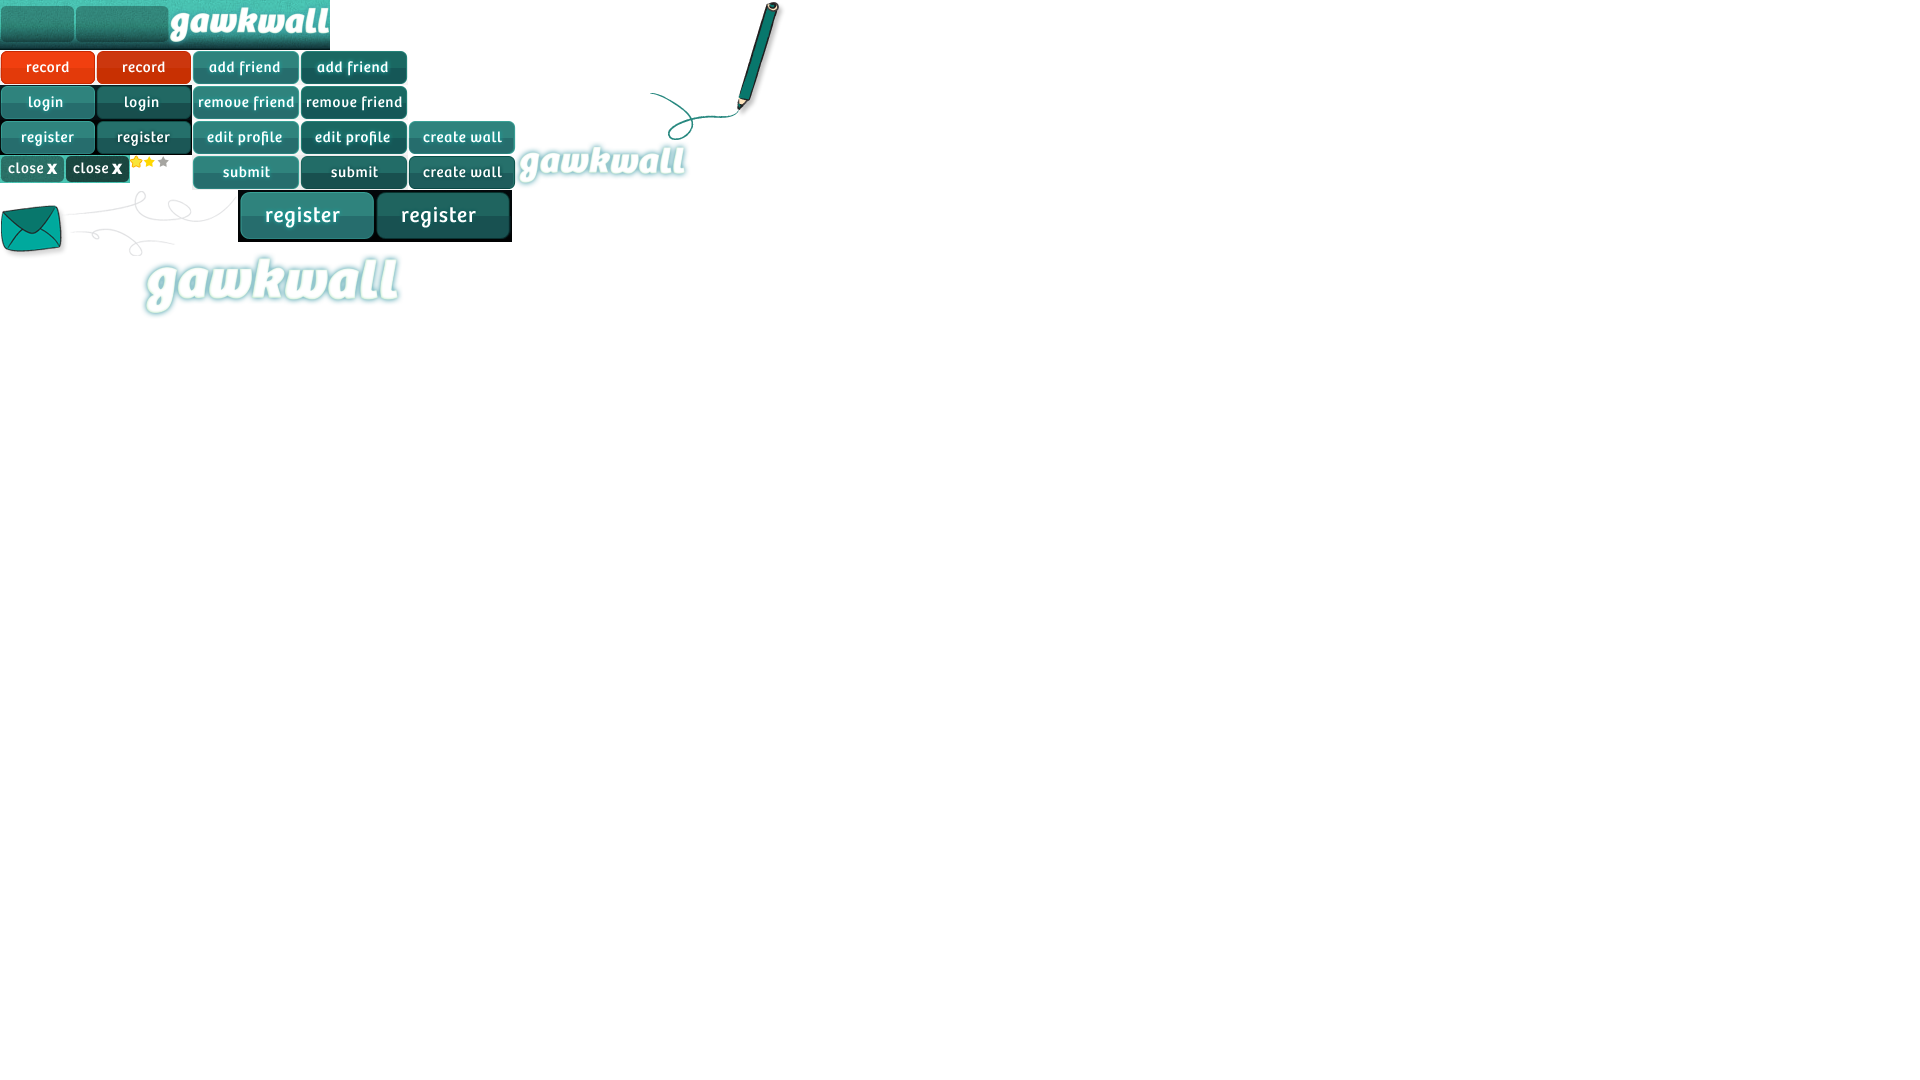 gawkwall
record record add friend add friend
login login remove friend remove friend
register register edit profile edit profile create wall
gawkwall
close X close X submit submit create wall
register register
gawkwall